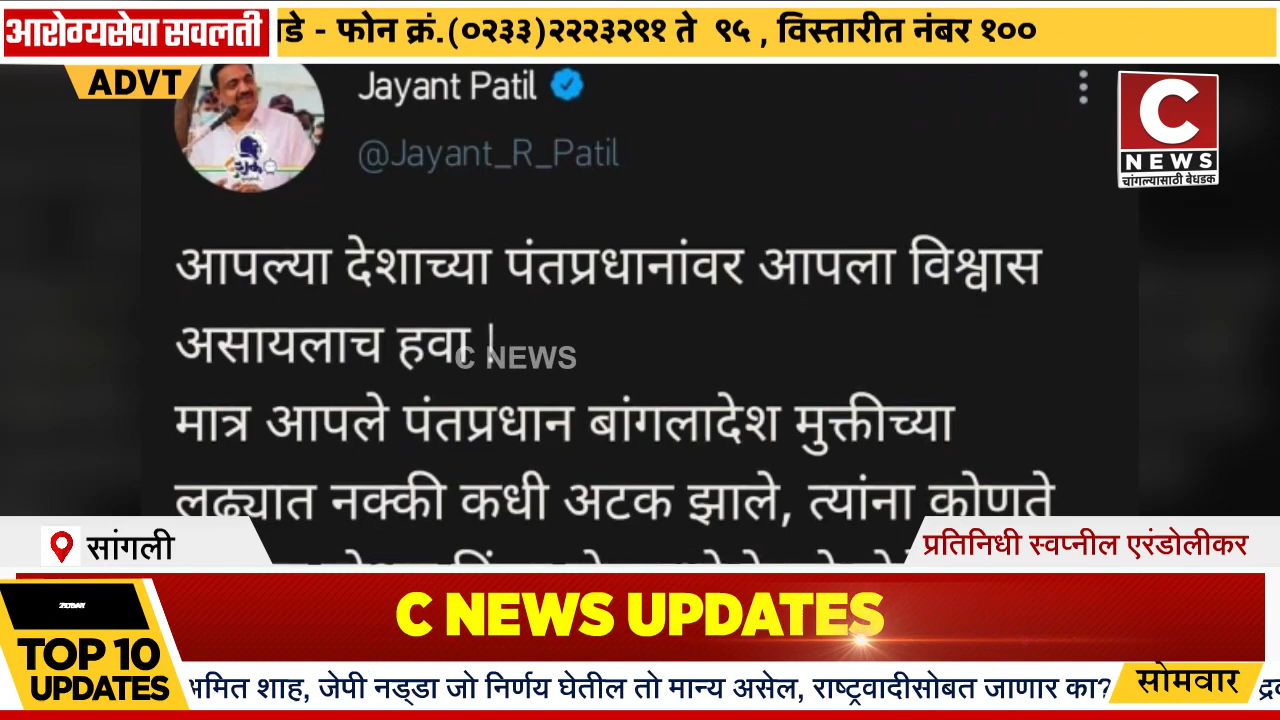 आरोग्यसेवा सवलती
डे - फोन क्रं.(०२३३)२२२३२९१ ते ९५ , विस्तारीत नंबर १००
ADVT
Jayant Patil
@Jayant_R_Patil
C
NEWS
चांगल्यासाठी बेधडक
आपल्या देशाच्या पंतप्रधानांवर आपला विश्वास
असायलाच हवा |
C NEWS
मात्र आपले पंतप्रधान बांगलादेश मुक्तीच्या
लढ्यात नक्की कधी अटक झाले, त्यांना कोणते
सांगली
प्रतिनिधी स्वप्नील एरंडोलीकर
C NEWS UPDATES
TOP 10
UPDATES
अमित शाह, जेपी नड्डा जो निर्णय घेतील तो मान्य असेल, राष्ट्रवादीसोबत जाणार का?
सोमवार